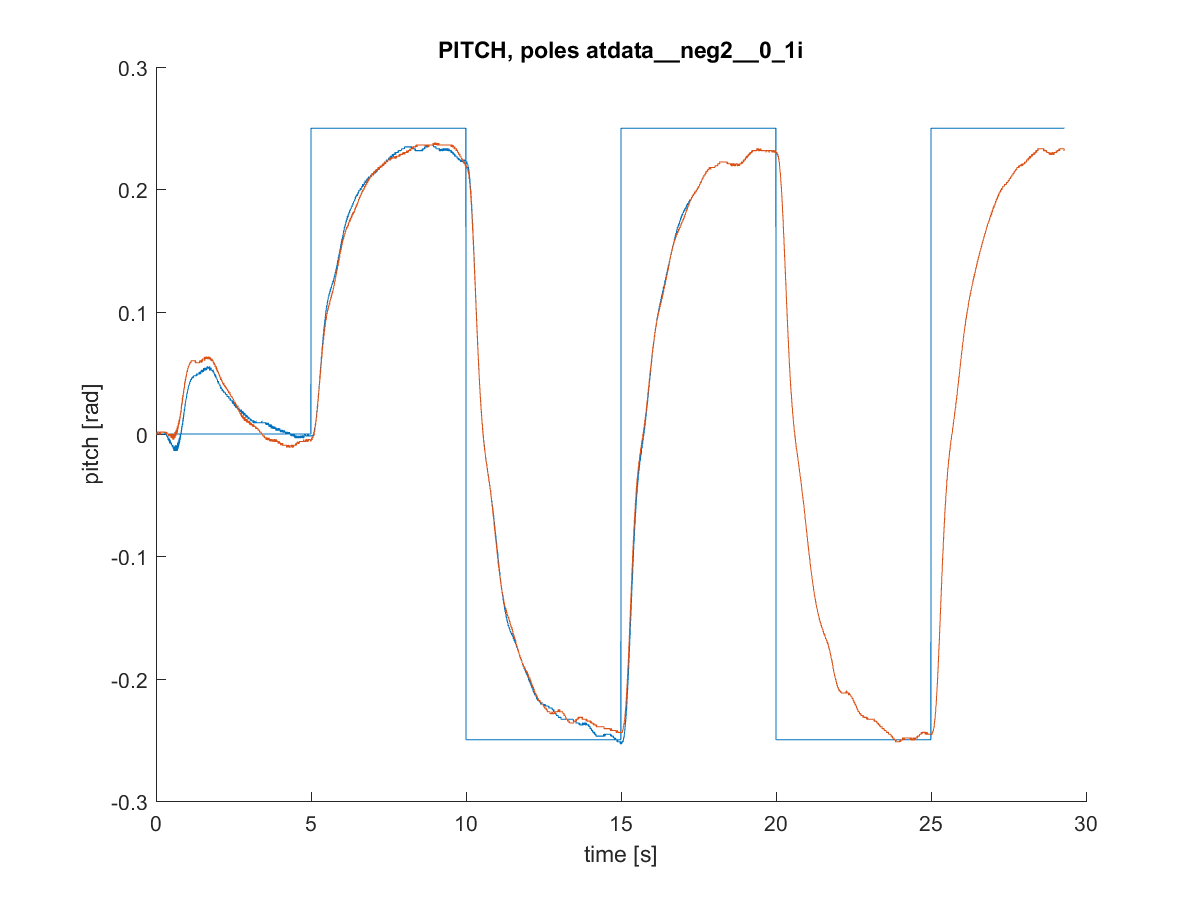 PITCH, poles atdata__neg2__0_1i
0.3
0.2
0.1
0
-0.1
-0.2
-0.3
pitch [rad]
0 5 10 15 20 25 30
time [s]